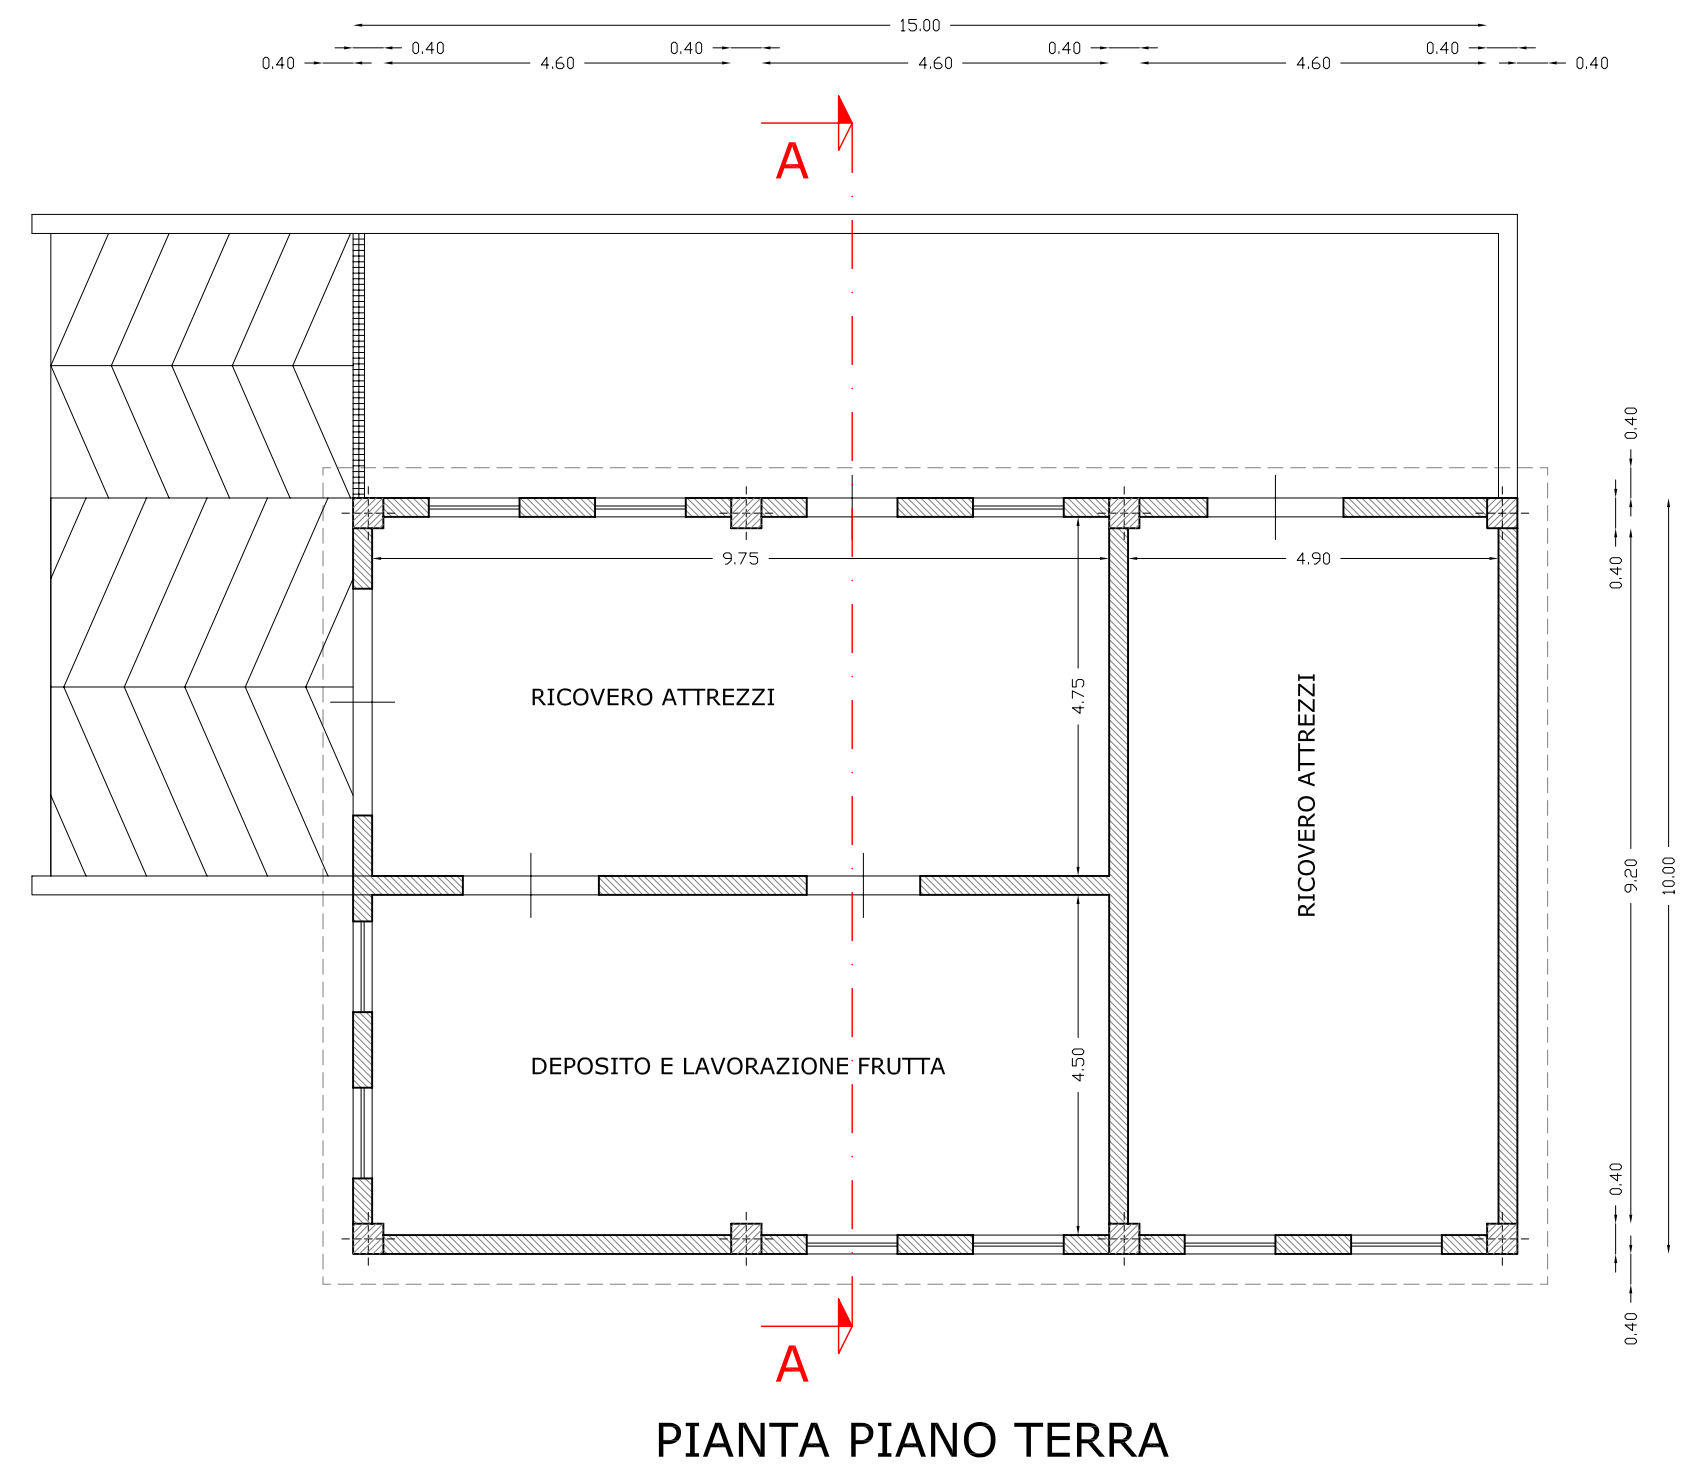 15.00
0.40 0.40 0.40 0.40
0.40 4.60 4.60 4.60 0.40
A
0.40
9.75 4.90
0.40
RICOVERO ATTREZZI
4.75
RICOVERO ATTREZZI
9.20
10.00
DEPOSITO E LAVORAZIONE FRUTTA
4.50
0.40
0.40
A
PIANTA PIANO TERRA